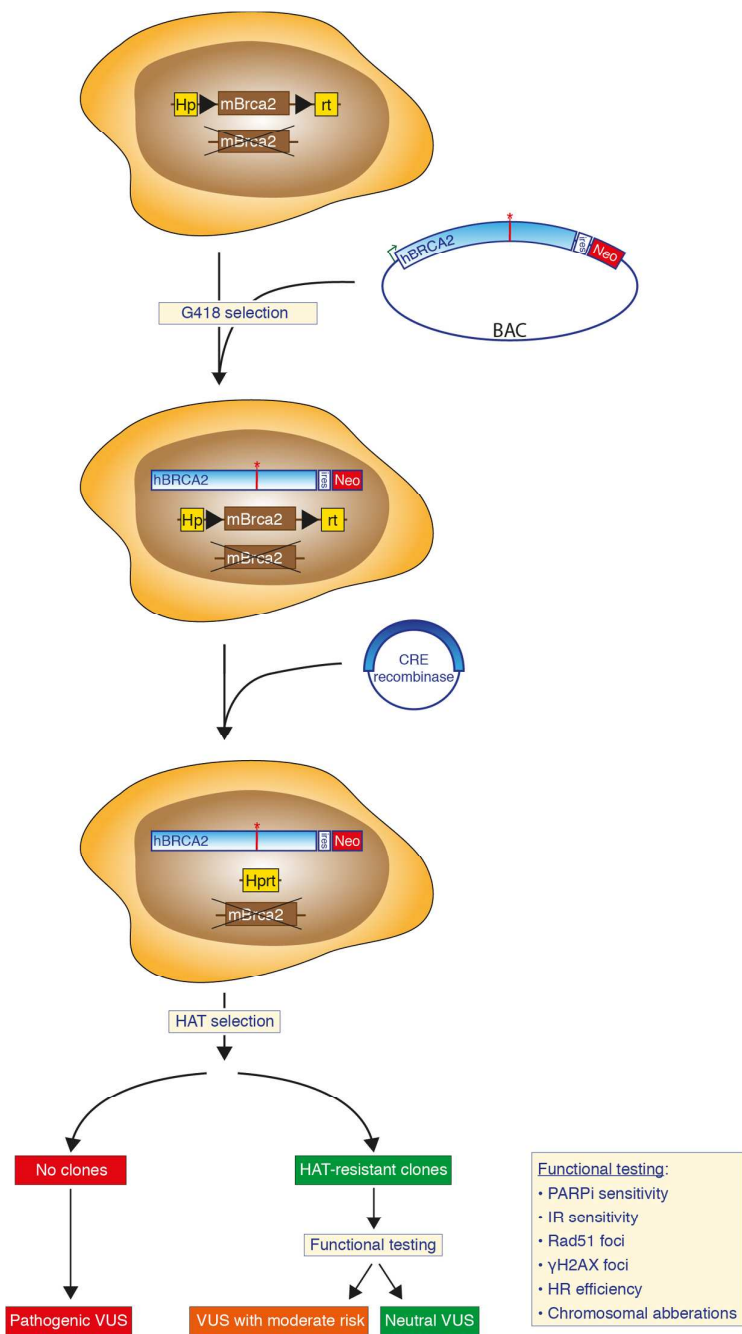 Hp mBrca2 rt
mBrca2
*
hBRCA2 ires Neo
BAC
G418 selection
*
hBRCA2 ires Neo
Hp mBrca2 rt
mBrca2
CRE
recombinase
*
hBRCA2 ires Neo
Hprt
mBrca2
HAT selection
No clones
HAT-resistant clones
Functional testing
Pathogenic VUS
VUS with moderate risk
Neutral VUS
Functional testing:
• PARPi sensitivity
- IR sensitivity
• Rad51 foci
• γH2AX foci
• HR efficiency
• Chromosomal abberations